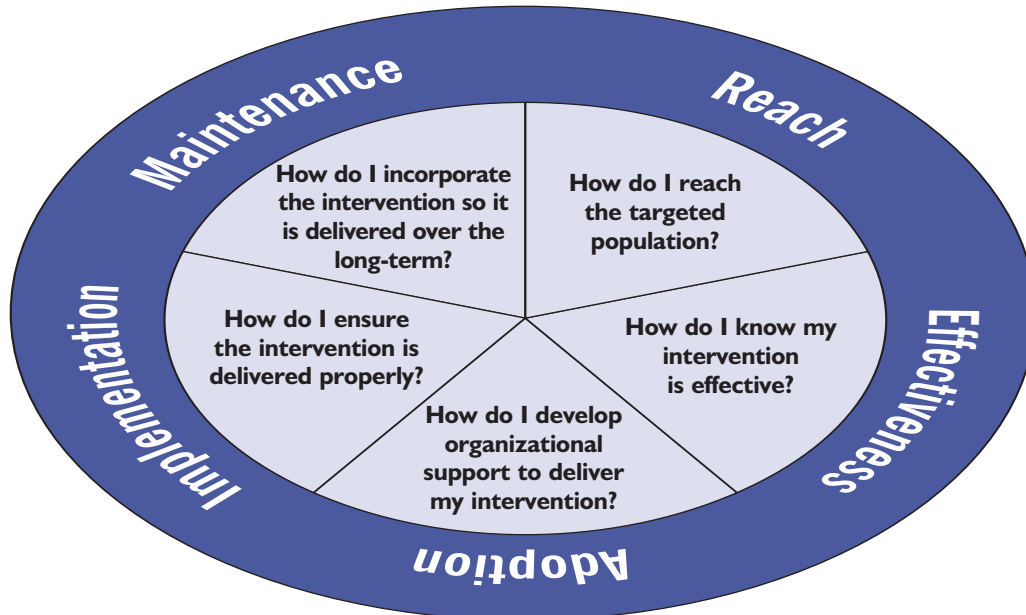 Maintenance
Reach
How do I incorporate
the intervention so it
is delivered over the
long-term?
How do I reach
the targeted
population?
Implementation
How do I ensure
the intervention is
delivered properly?
How do I know my
intervention
is effective?
Effectiveness
How do I develop
organizational
support to deliver
my intervention?
Adoption